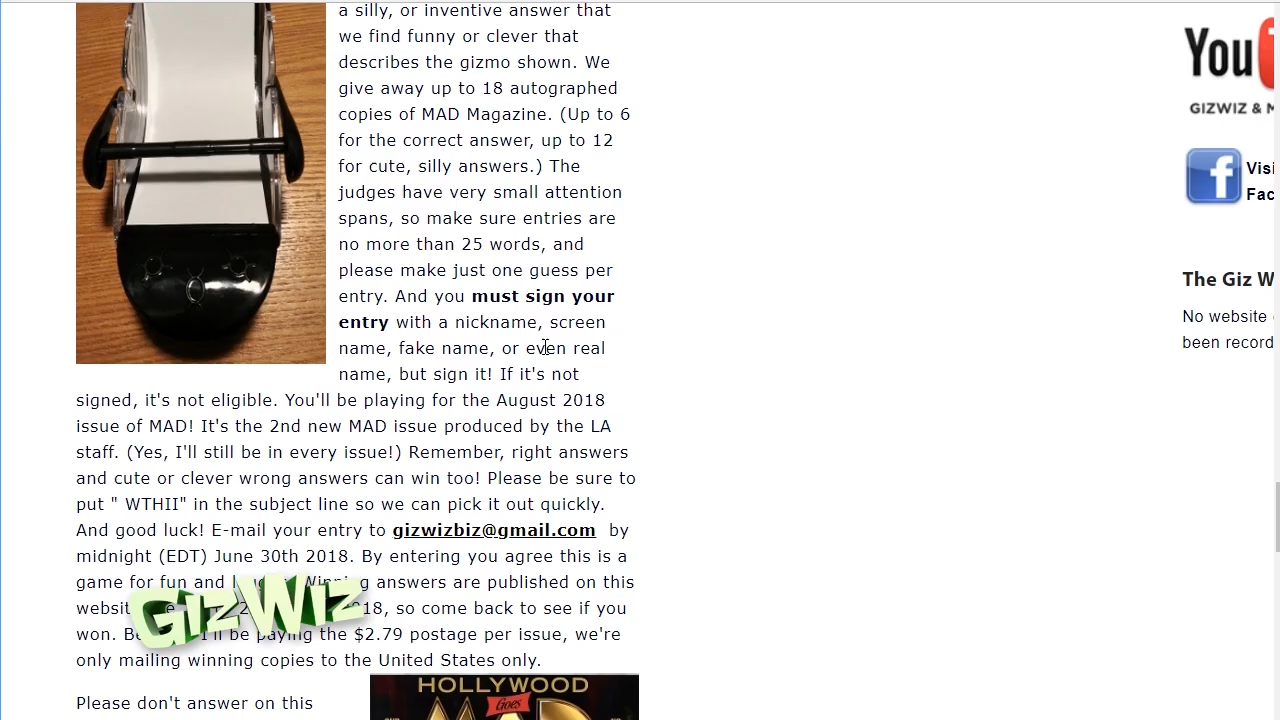 a silly, or inventive answer that
we find funny or clever that
describes the gizmo shown. We
give away up to 18 autographed
copies of MAD Magazine. (Up to 6
for the correct answer, up to 12
for cute, silly answers.) The
judges have very small attention
spans, so make sure entries are
no more than 25 words, and
please make just one guess per
entry. And you must sign your
entry with a nickname, screen
name, fake name, or even real
name, but sign it! If it's not
signed, it's not eligible. You'll be playing for the August 2018
issue of MAD! It's the 2nd new MAD issue produced by the LA
staff. (Yes, I'll still be in every issue!) Remember, right answers
and cute or clever wrong answers can win too! Please be sure to
put " WTHII" in the subject line so we can pick it out quickly.
And good luck! E-mail your entry to gizwizbiz@gmail.com by
midnight (EDT) June 30th 2018. By entering you agree this is a
game for fun and Winning answers are published on this
18, so come back to see if you
won. I'll be paying the $2.79 postage per issue, we're
only mailing winning copies to the United States only.
Please don't answer on this
GizWiz
HOLLYWOOD
Goes
MAD
You
GIZWIZ & M
Visi
Fac
The Giz W
No website
been record